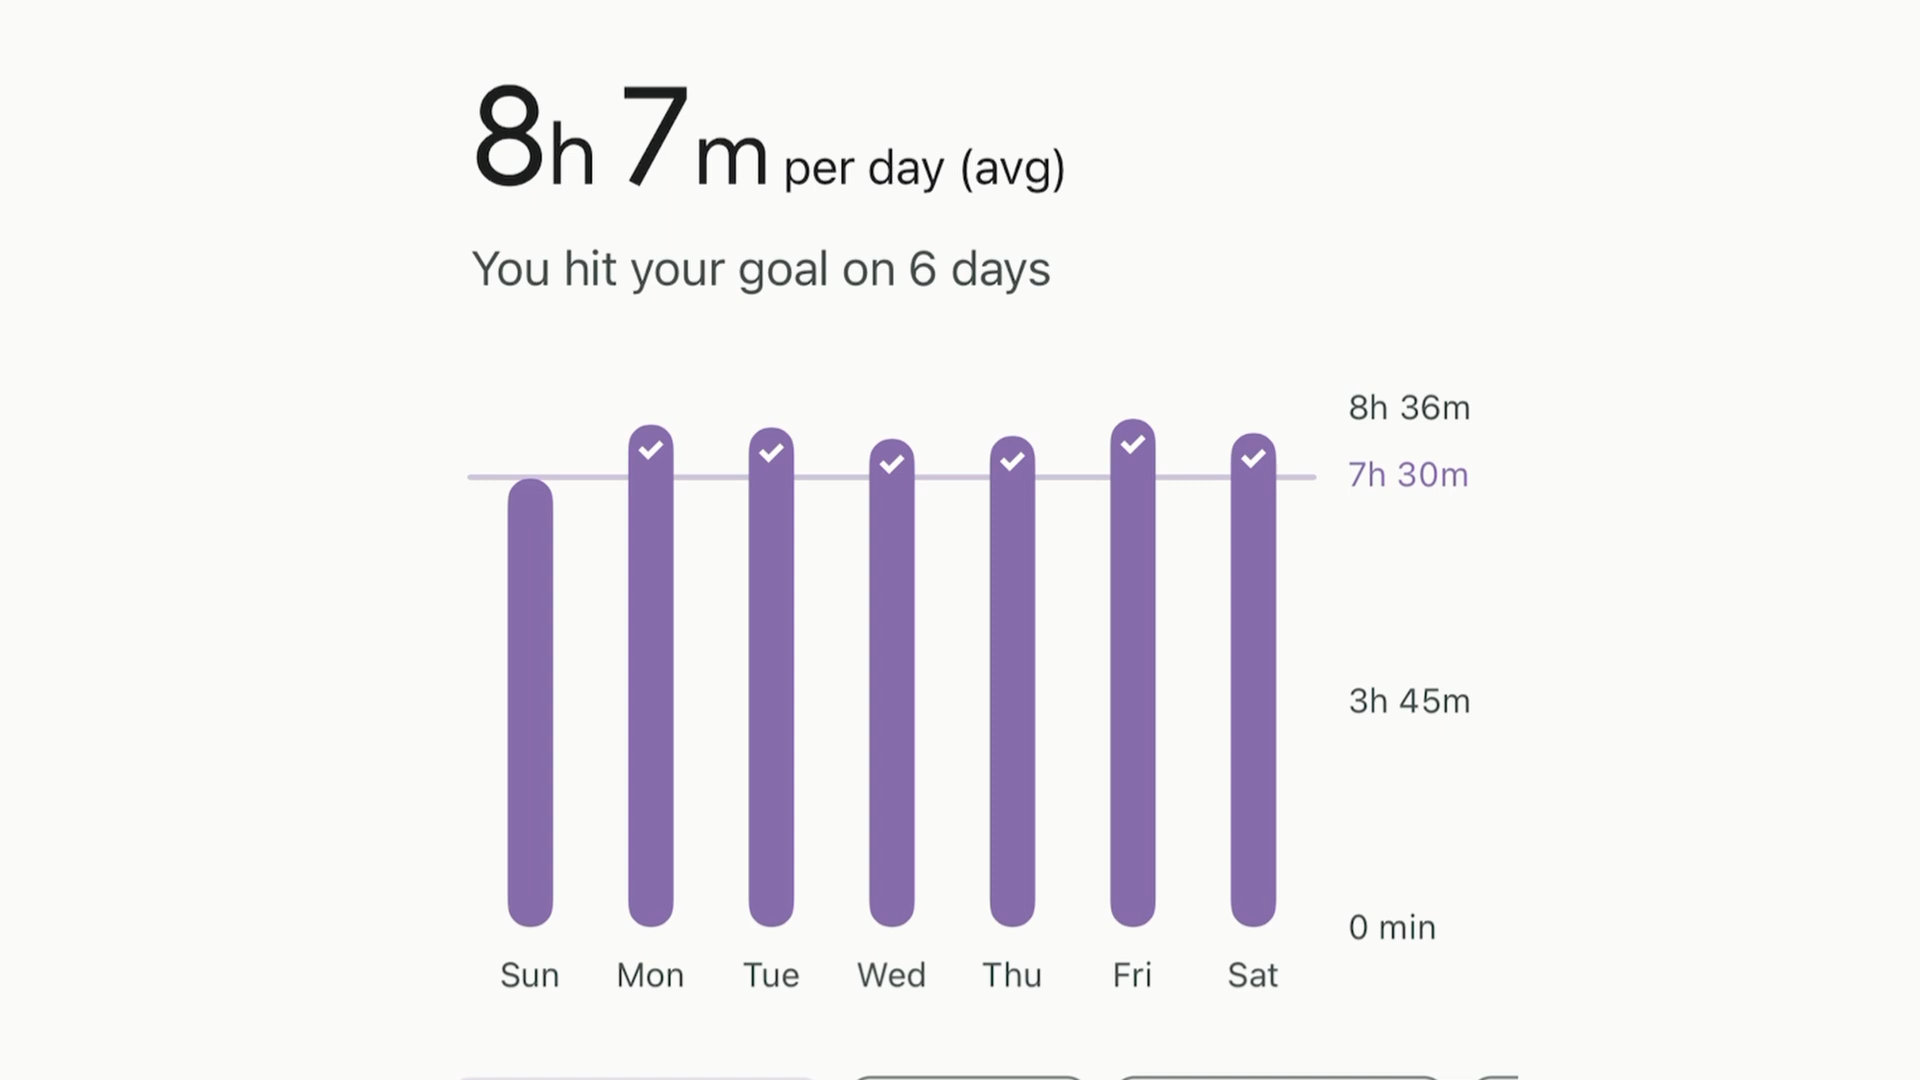 8h 7m per day (avg)
You hit your goal on 6 days
8h 36m
7h 30m
3h 45m
0 min
Sun Mon Tue Wed Thu Fri Sat